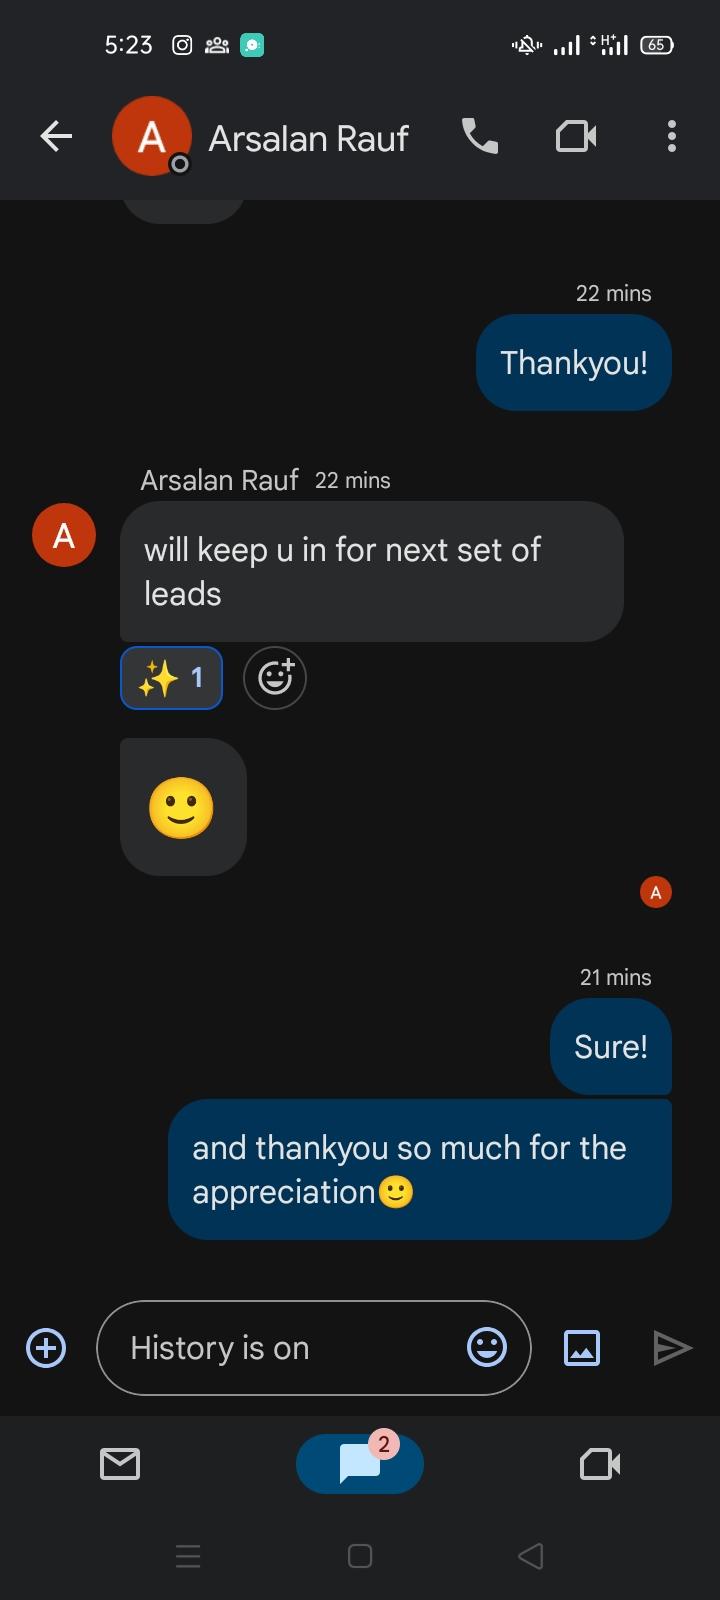 5:23
H+
65
A
Arsalan Rauf
22 mins
Thankyou!
Arsalan Rauf 22 mins
A
will keep u in for next set of
leads
✨ 1
🙂
A
21 mins
Sure!
and thankyou so much for the
appreciation🙂
History is on
2